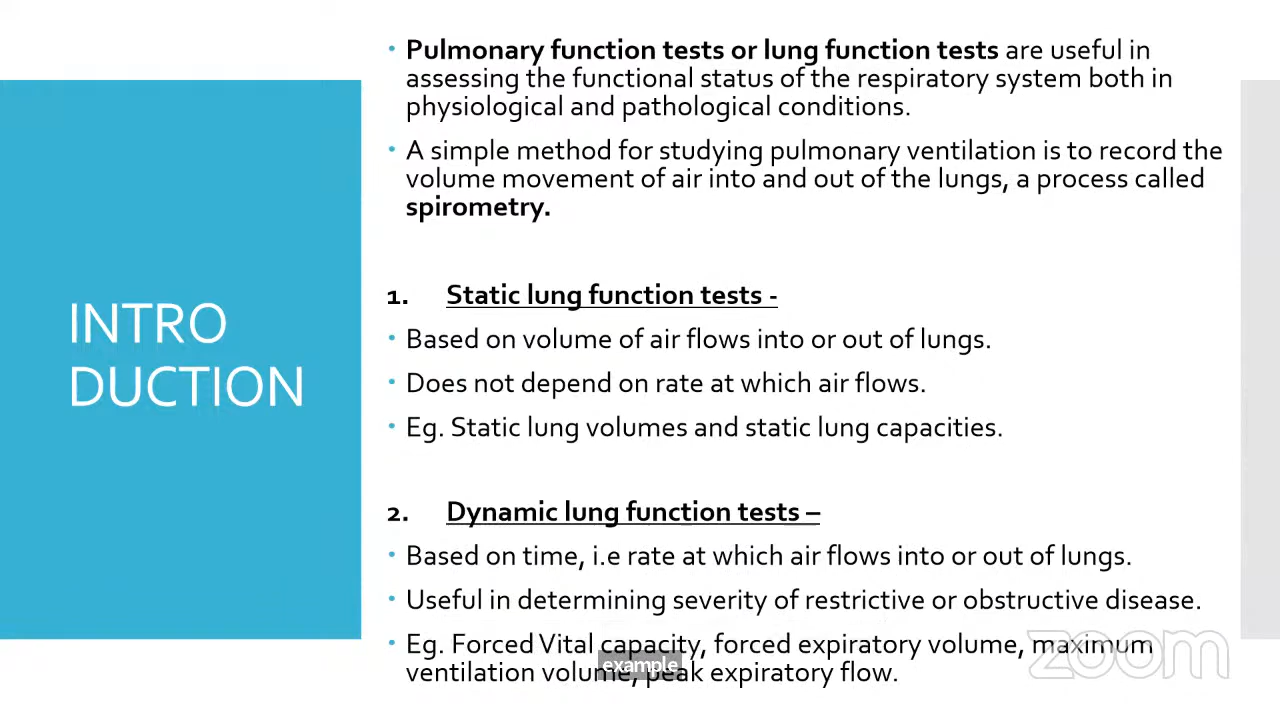 INTRO
DUCTION
• Pulmonary function tests or lung function tests are useful in
assessing the functional status of the respiratory system both in
physiological and pathological conditions.
• A simple method for studying pulmonary ventilation is to record the
volume movement of air into and out of the lungs, a process called
spirometry.
1. Static lung function tests -
• Based on volume of air flows into or out of lungs.
• Does not depend on rate at which air flows.
• Eg. Static lung volumes and static lung capacities.
2. Dynamic lung function tests –
• Based on time, i.e rate at which air flows into or out of lungs.
• Useful in determining severity of restrictive or obstructive disease.
• Eg. Forced Vital capacity, forced expiratory volume, maximum
ventilation volume, peak expiratory flow.
example
zoom